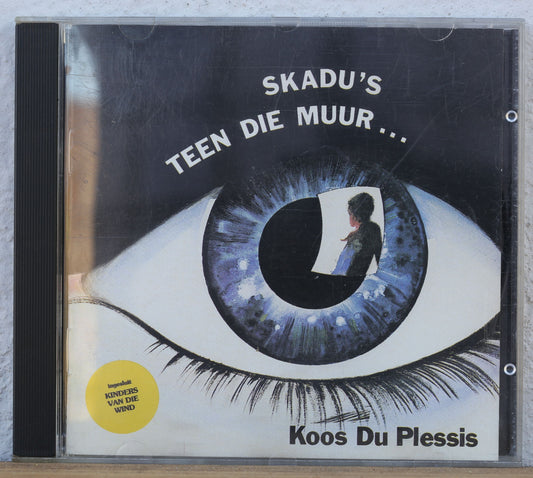 SKADU'S
TEEN DIE MUUR...
Ingesluit
KINDERS
VAN DIE
WIND
Koos Du Plessis